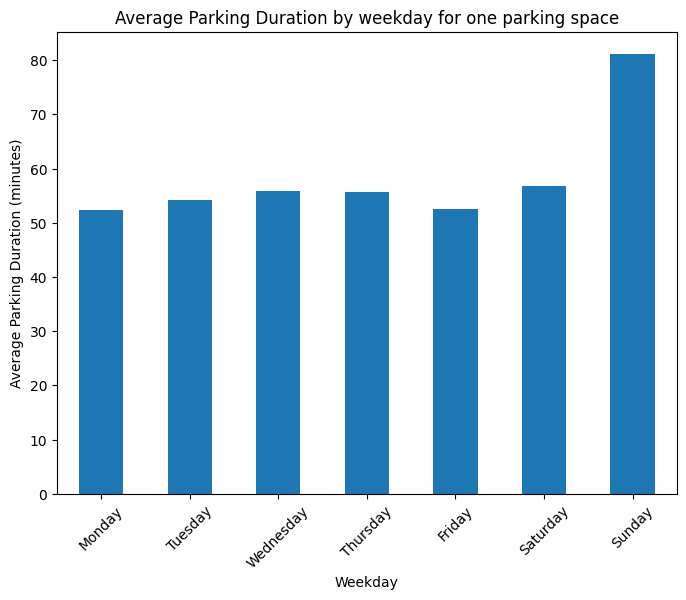 Average Parking Duration by weekday for one parking space
Average Parking Duration (minutes)
80
70
60
50
40
30
20
10
0
Monday
Tuesday
Wednesday
Thursday
Friday
Saturday
Sunday
Weekday